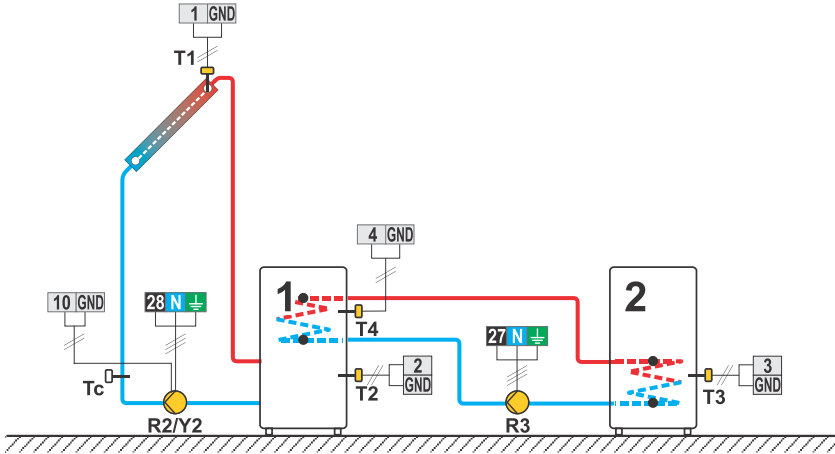 1 GND
T1
4 GND
10 GND
28 N
1
2
T4
27 N
2
GND
3
GND
Tc
T2
T3
R2/Y2
R3